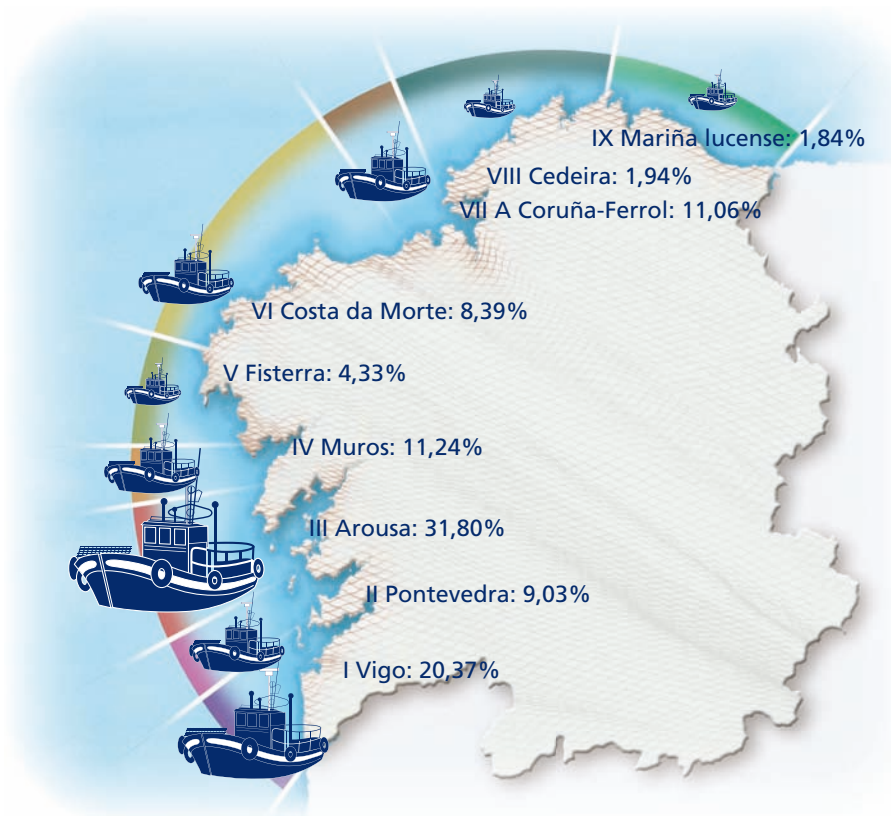 IX Mariña lucense: 1,84%
VIII Cedeira: 1,94%
VII A Coruña-Ferrol: 11,06%
VI Costa da Morte: 8,39%
V Fisterra: 4,33%
IV Muros: 11,24%
III Arousa: 31,80%
II Pontevedra: 9,03%
I Vigo: 20,37%